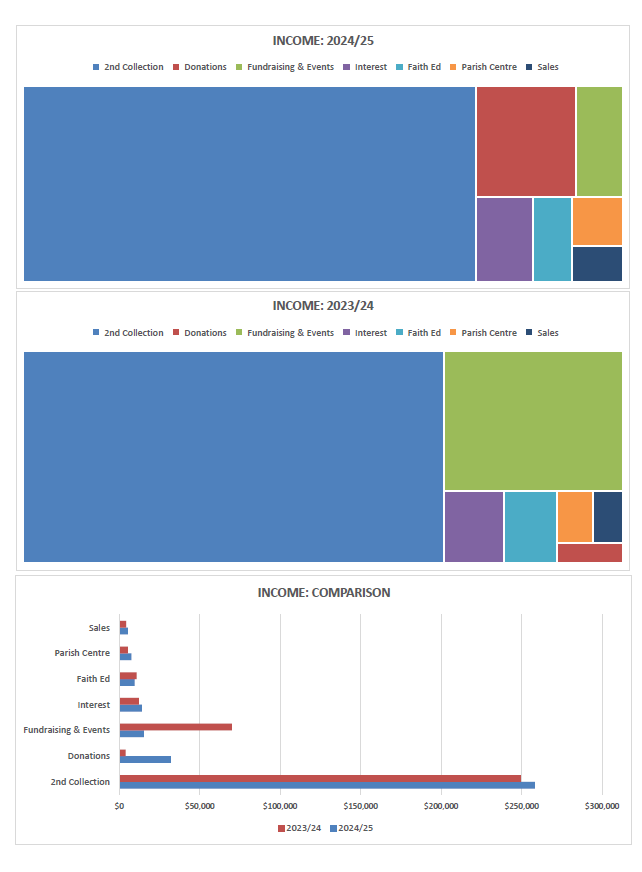 INCOME: 2024/25
2nd Collection Donations Fundraising & Events Interest Faith Ed Parish Centre Sales
INCOME: 2023/24
2nd Collection Donations Fundraising & Events Interest Faith Ed Parish Centre Sales
INCOME: COMPARISON
Sales
Parish Centre
Faith Ed
Interest
Fundraising & Events
Donations
2nd Collection
$0 $50,000 $100,000 $150,000 $200,000 $250,000 $300,000
2023/24 2024/25